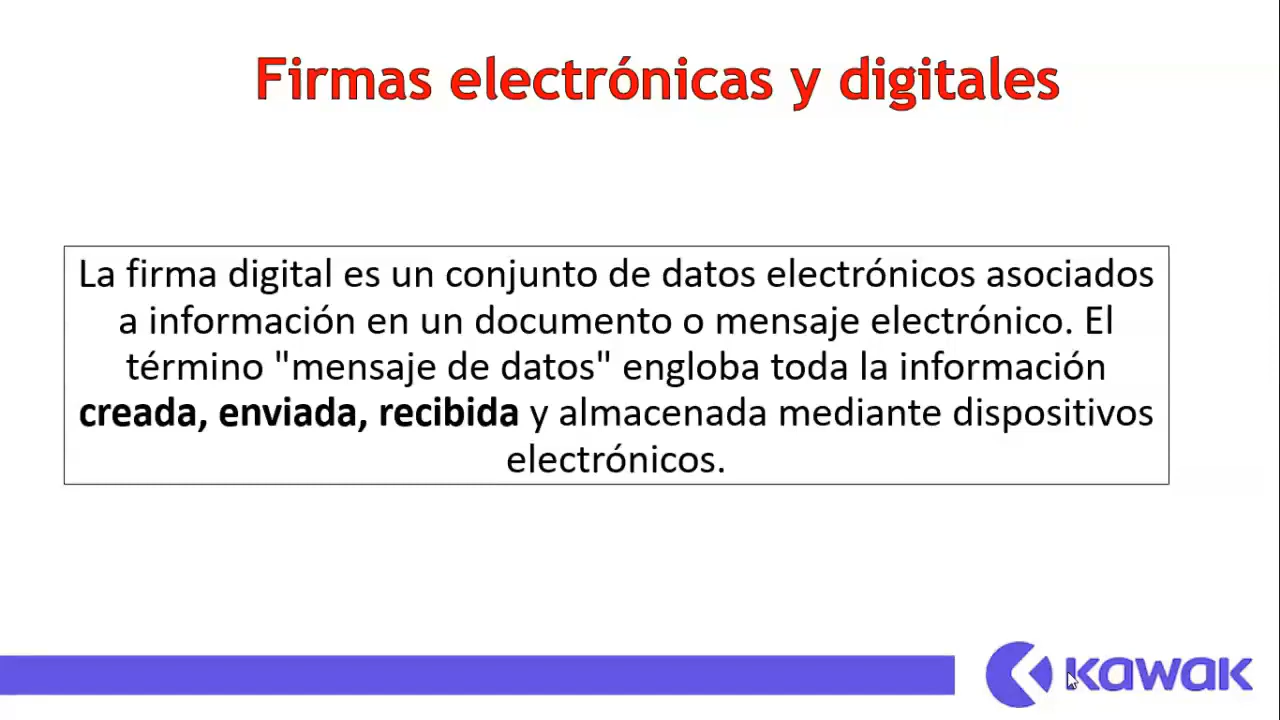 Firmas electrónicas y digitales
La firma digital es un conjunto de datos electrónicos asociados
a información en un documento o mensaje electrónico. El
término "mensaje de datos" engloba toda la información
creada, enviada, recibida y almacenada mediante dispositivos
electrónicos.
KAWAK